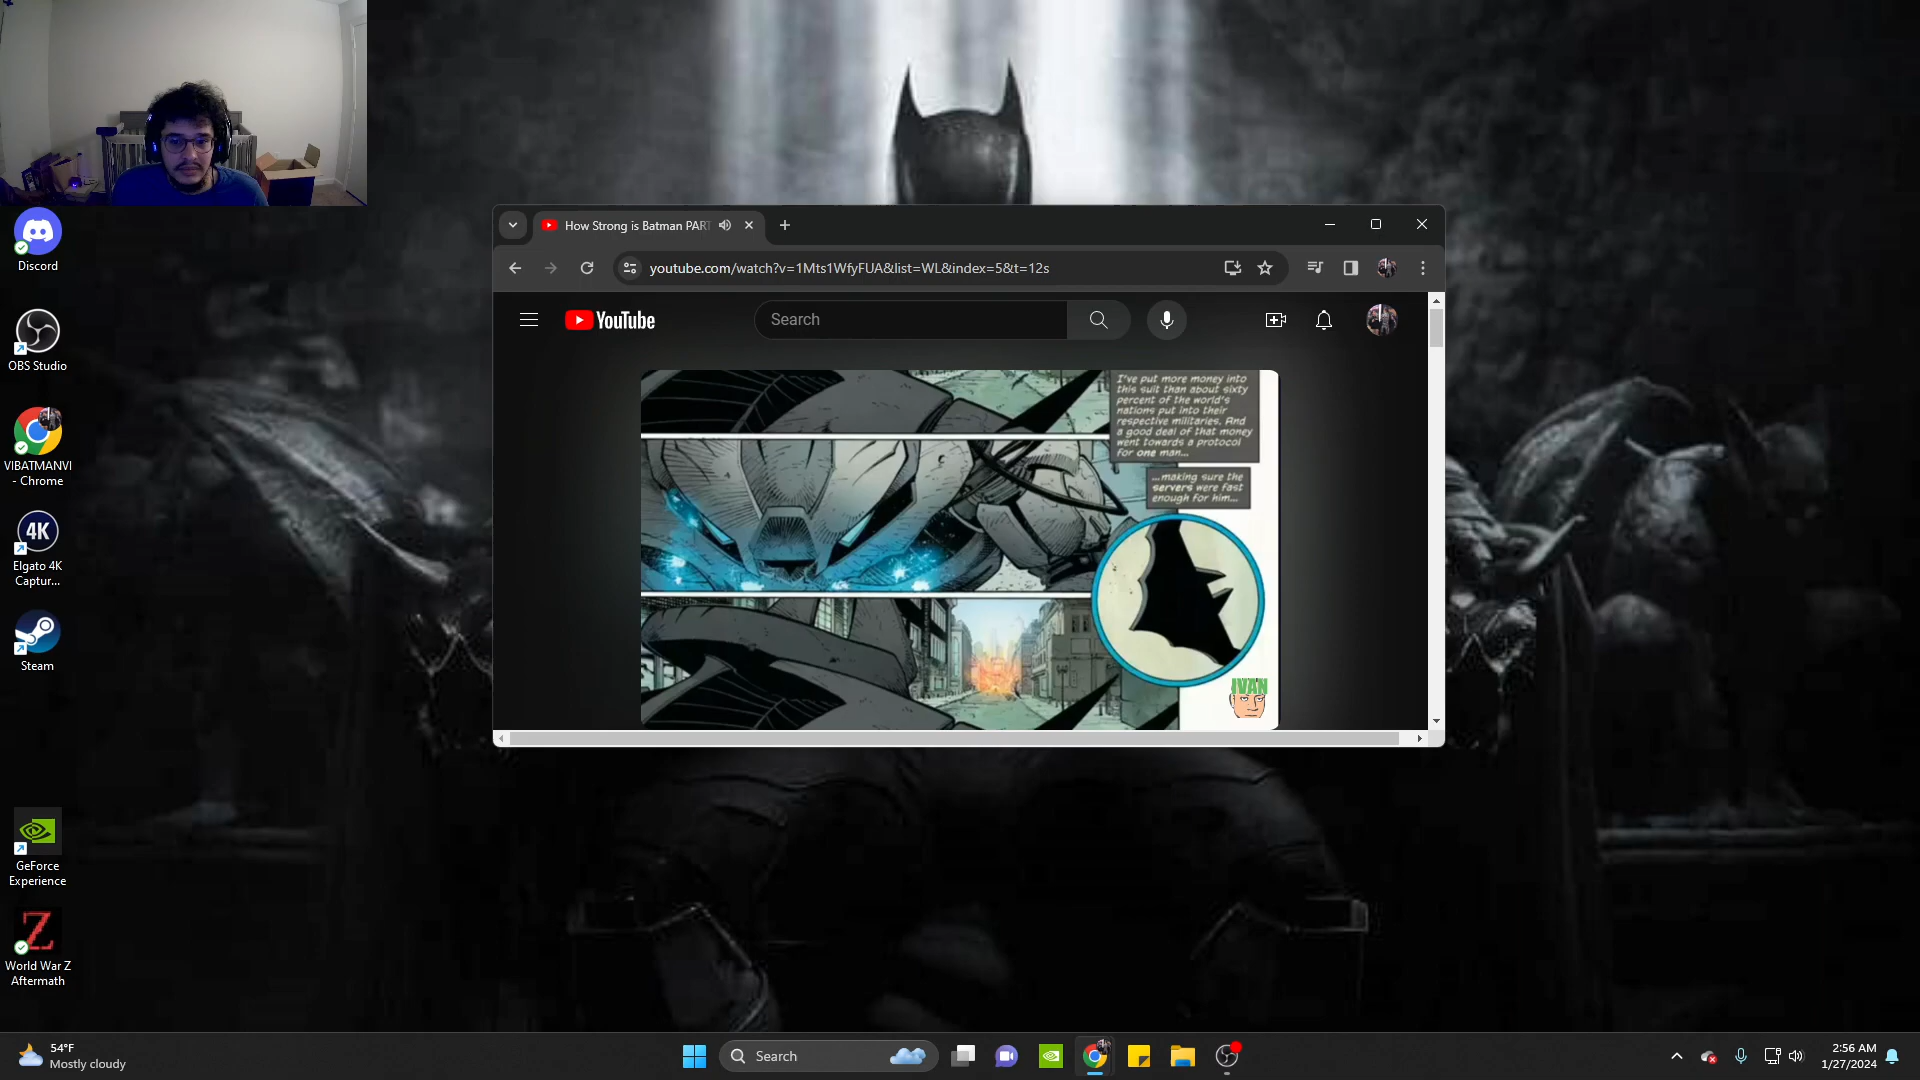 Discord
OBS Studio
VIBATMANVI
- Chrome
4K
Elgato 4K
Captur...
Steam
GeForce
Experience
Z
World War Z
Aftermath
How Strong is Batman PAR
youtube.com/watch?v=1Mts1WfyFUA&list=WL&index=5&t=12s
YouTube
Search
I've put more money into
this suit than about sixty
percent of the world's
nations put into their
respective militaries. And
a good deal of that money
went towards a protocol
for one man...
...making sure the
servers were fast
enough for him...
IVAN
54°F
Mostly cloudy
Search
2:56 AM
1/27/2024